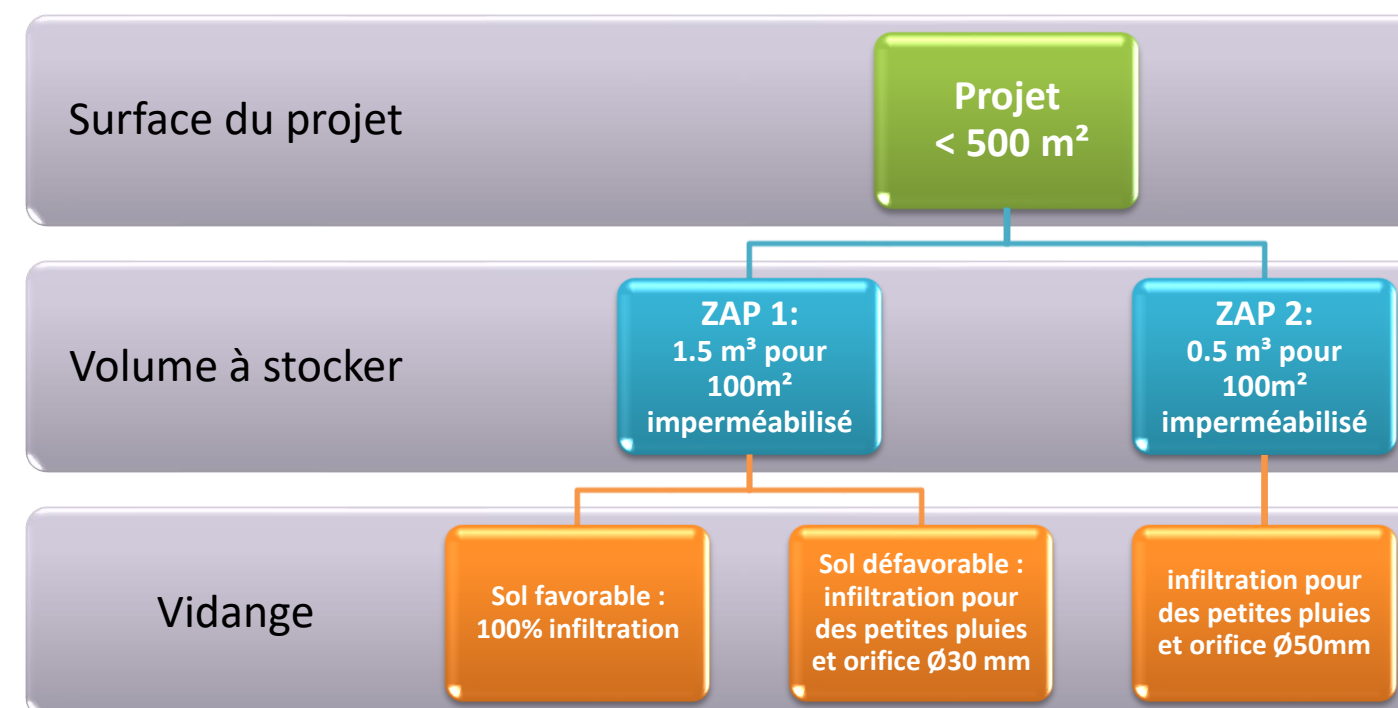 Surface du projet
Projet
< 500 m²
Volume à stocker
ZAP 1:
1.5 m³ pour
100m²
imperméabilisé
ZAP 2:
0.5 m³ pour
100m²
imperméabilisé
Vidange
Sol favorable :
100% infiltration
Sol défavorable :
infiltration pour
des petites pluies
et orifice Ø30 mm
infiltration pour
des petites pluies
et orifice Ø50mm